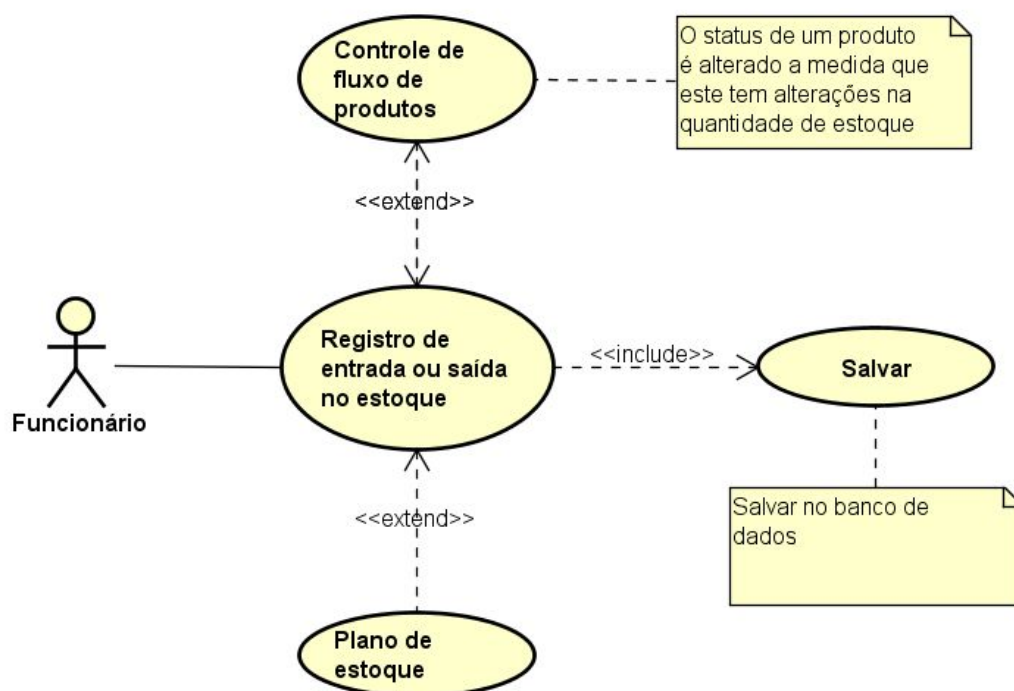 Controle de
fluxo de
produtos
O status de um produto
é alterado a medida que
este tem alterações na
quantidade de estoque
<<extend>>
Registro de
entrada ou saída
no estoque
<<include>>
Salvar
Funcionário
<<extend>>
Salvar no banco de
dados
Plano de
estoque